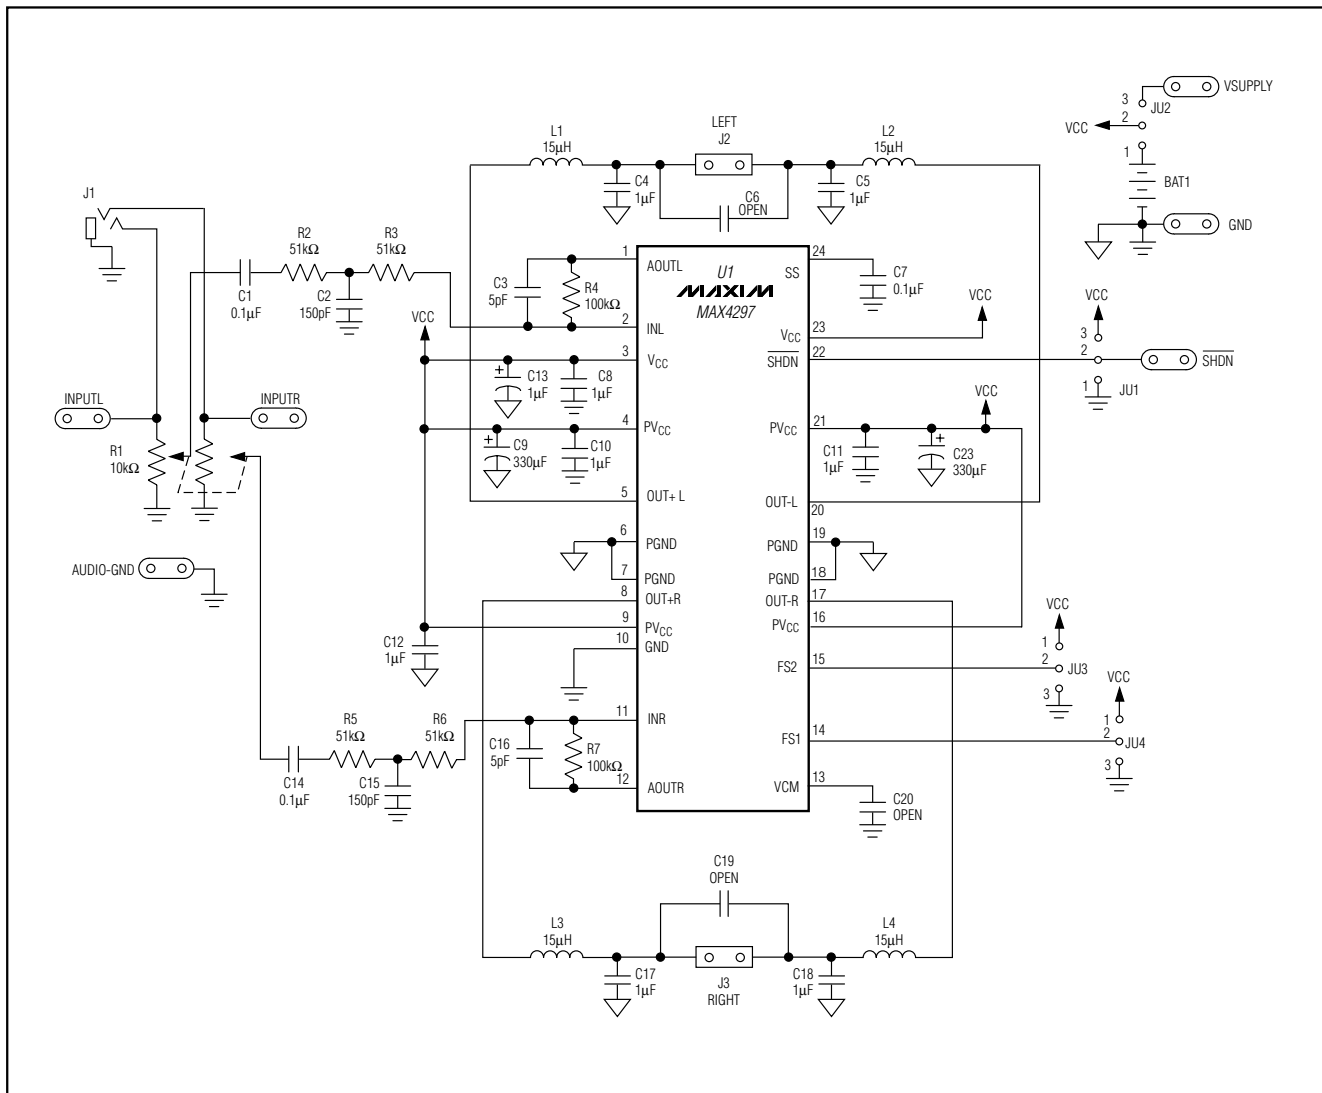 VSUPPLY
3
JU2
VCC
2
1
BAT1
GND
L1
15µH
LEFT
J2
L2
15µH
C4
1µF
C6
OPEN
C5
1µF
J1
R2
51kΩ
R3
51kΩ
C1
0.1µF
C2
150pF
C3
5pF
R4
100kΩ
1
AOUTL
U1
MAXIM
MAX4297
SS
24
C7
0.1µF
VCC
2
INL
VCC
23
VCC
3
VCC
SHDN
22
VCC
3
2
1
JU1
SHDN
+
C13
1µF
C8
1µF
INPUTL
INPUTR
R1
10kΩ
4
PVCC
+
C9
330µF
C10
1µF
VCC
PVCC
21
C11
1µF
+
C23
330µF
5
OUT+ L
OUT-L
20
6
PGND
PGND
19
7
PGND
PGND
18
8
OUT+R
OUT-R
17
9
PVCC
PVCC
16
10
GND
AUDIO-GND
C12
1µF
FS2
15
VCC
1
2
3
JU3
R5
51kΩ
R6
51kΩ
C14
0.1µF
C15
150pF
11
INR
C16
5pF
R7
100kΩ
12
AOUTR
FS1
14
VCC
1
2
3
JU4
VCM
13
C20
OPEN
C19
OPEN
L3
15µH
L4
15µH
C17
1µF
J3
RIGHT
C18
1µF